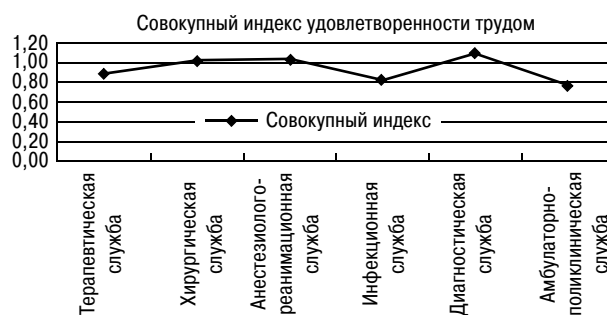 Совокупный индекс удовлетворенности трудом
1,20
1,00
0,80
0,60
0,40
0,20
0,00
Совокупный индекс
Терапевтическая
служба
Хирургическая
служба
Анестезиолого-
реанимационная
служба
Инфекционная
служба
Диагностическая
служба
Амбулаторно-
поликлиническая
служба